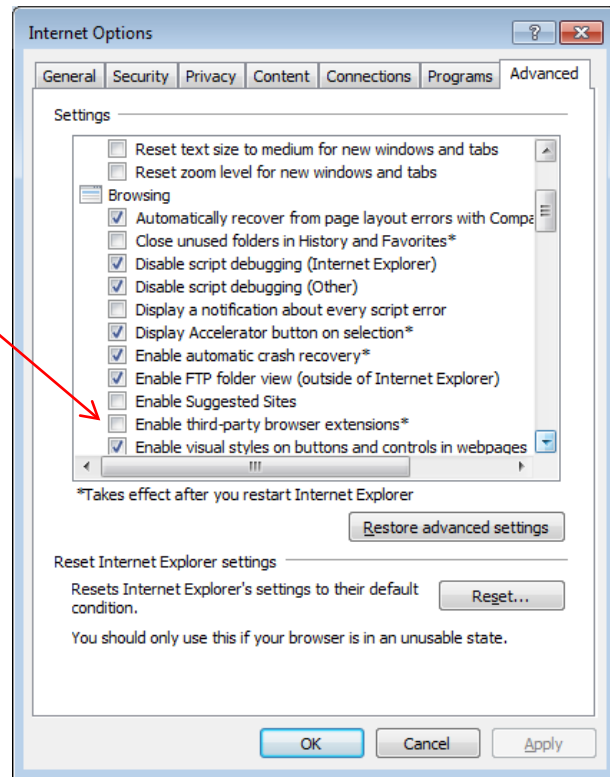 Internet Options
General Security Privacy Content Connections Programs Advanced
Settings
Reset text size to medium for new windows and tabs
Reset zoom level for new windows and tabs
Browsing
Automatically recover from page layout errors with Compa
Close unused folders in History and Favorites*
Disable script debugging (Internet Explorer)
Disable script debugging (Other)
Display a notification about every script error
Display Accelerator button on selection*
Enable automatic crash recovery*
Enable FTP folder view (outside of Internet Explorer)
Enable Suggested Sites
Enable third-party browser extensions*
Enable visual styles on buttons and controls in webpages
*Takes effect after you restart Internet Explorer
Restore advanced settings
Reset Internet Explorer settings
Resets Internet Explorer's settings to their default
condition.
Reset...
You should only use this if your browser is in an unusable state.
OK Cancel Apply